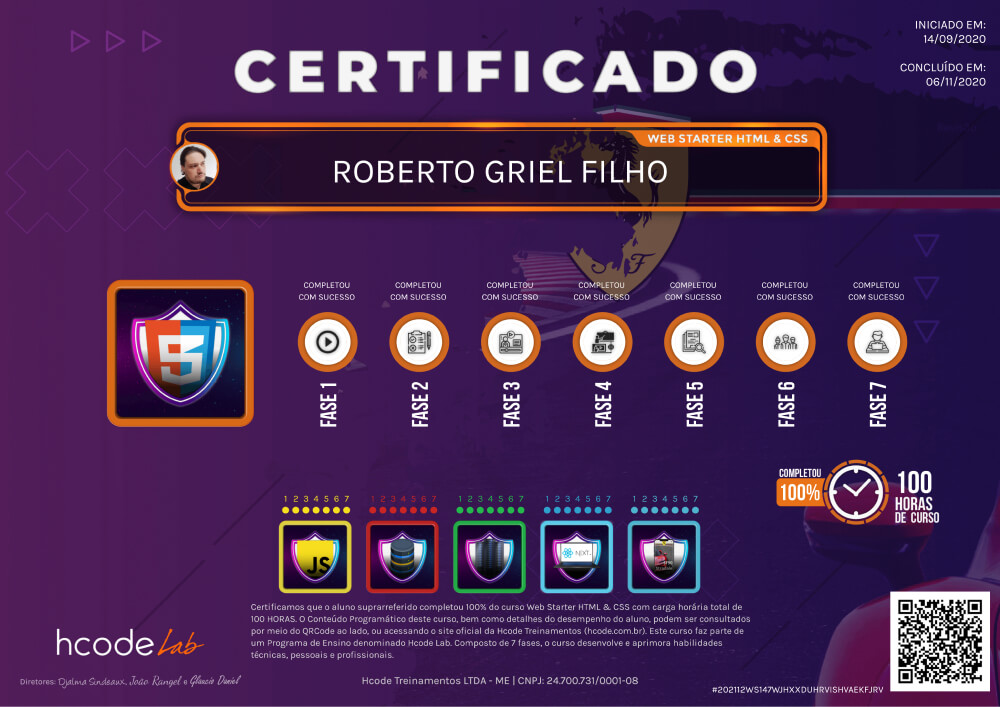 INICIADO EM:
14/09/2020
CERTIFICADO
CONCLUÍDO EM:
06/11/2020
WEB STARTER HTML & CSS
ROBERTO GRIEL FILHO
S F
COMPLETOU COM SUCESSO
COMPLETOU COM SUCESSO
COMPLETOU COM SUCESSO
COMPLETOU COM SUCESSO
COMPLETOU COM SUCESSO
COMPLETOU COM SUCESSO
COMPLETOU COM SUCESSO
5
FASE 1
FASE 2
FASE 3
FASE 4
FASE 5
FASE 6
FASE 7
COMPLETOU
100%
100
HORAS
DE CURSO
1 2 3 4 5 6 7
1 2 3 4 5 6 7
1 2 3 4 5 6 7
1 2 3 4 5 6 7
1 2 3 4 5 6 7
JS
NEXT
Certificamos que o aluno suprarreferido completou 100% do curso Web Starter HTML & CSS com carga horária total de
100 HORAS. O Conteúdo Programático deste curso, bem como detalhes do desempenho do aluno, podem ser consultados
por meio do QRCode ao lado, ou acessando o site oficial da Hcode Treinamentos (hcode.com.br). Este curso faz parte de
um Programa de Ensino denominado Hcode Lab. Composto de 7 fases, o curso desenvolve e aprimora habilidades
técnicas, pessoais e profissionais.
hcode Lab
Diretores: Djalma Sindeaux, João Rangel e Glaucio Daniel
Hcode Treinamentos LTDA - ME | CNPJ: 24.700.731/0001-08
#202112WS147WJHXXDUHRVISHVAEKFJRV